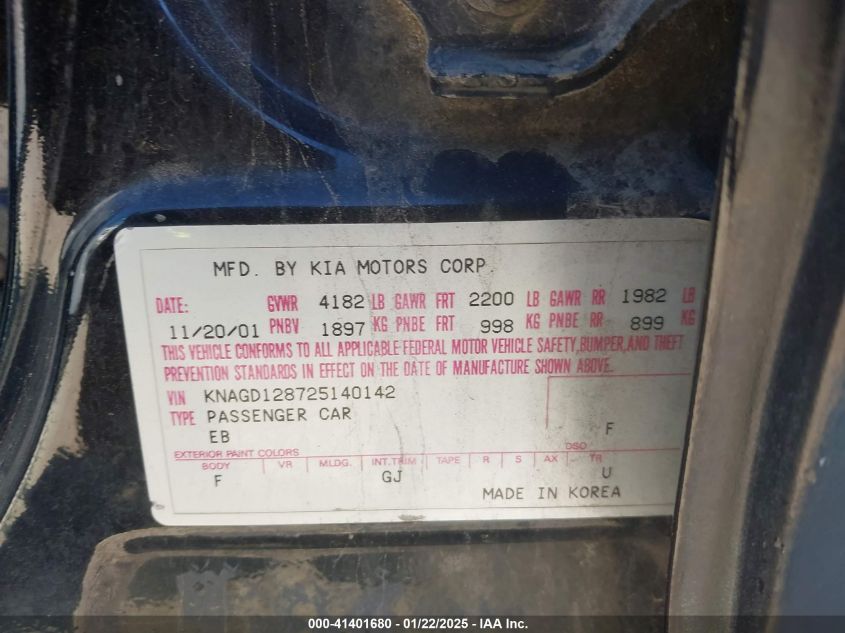 MFD. BY KIA MOTORS CORP
DATE: GVWR 4182 LB GAWR FRT 2200 LB GAWR RR 1982 LB
11/20/01 PNBV 1897 KG PNBE FRT 998 KG PNBE RR 899 KG
THIS VEHICLE CONFORMS TO ALL APPLICABLE FEDERAL MOTOR VEHICLE SAFETY,BUMPER,AND THEFT
PREVENTION STANDARDS IN EFFECT ON THE DATE OF MANUFACTURE SHOWN ABOVE.
VIN KNAGD128725140142
TYPE PASSENGER CAR
EB F
EXTERIOR PAINT COLORS DSO
BODY VR MLDG. INT.TRIM TAPE R S AX TR
F GJ U
MADE IN KOREA
000-41401680 - 01/22/2025 - IAA Inc.